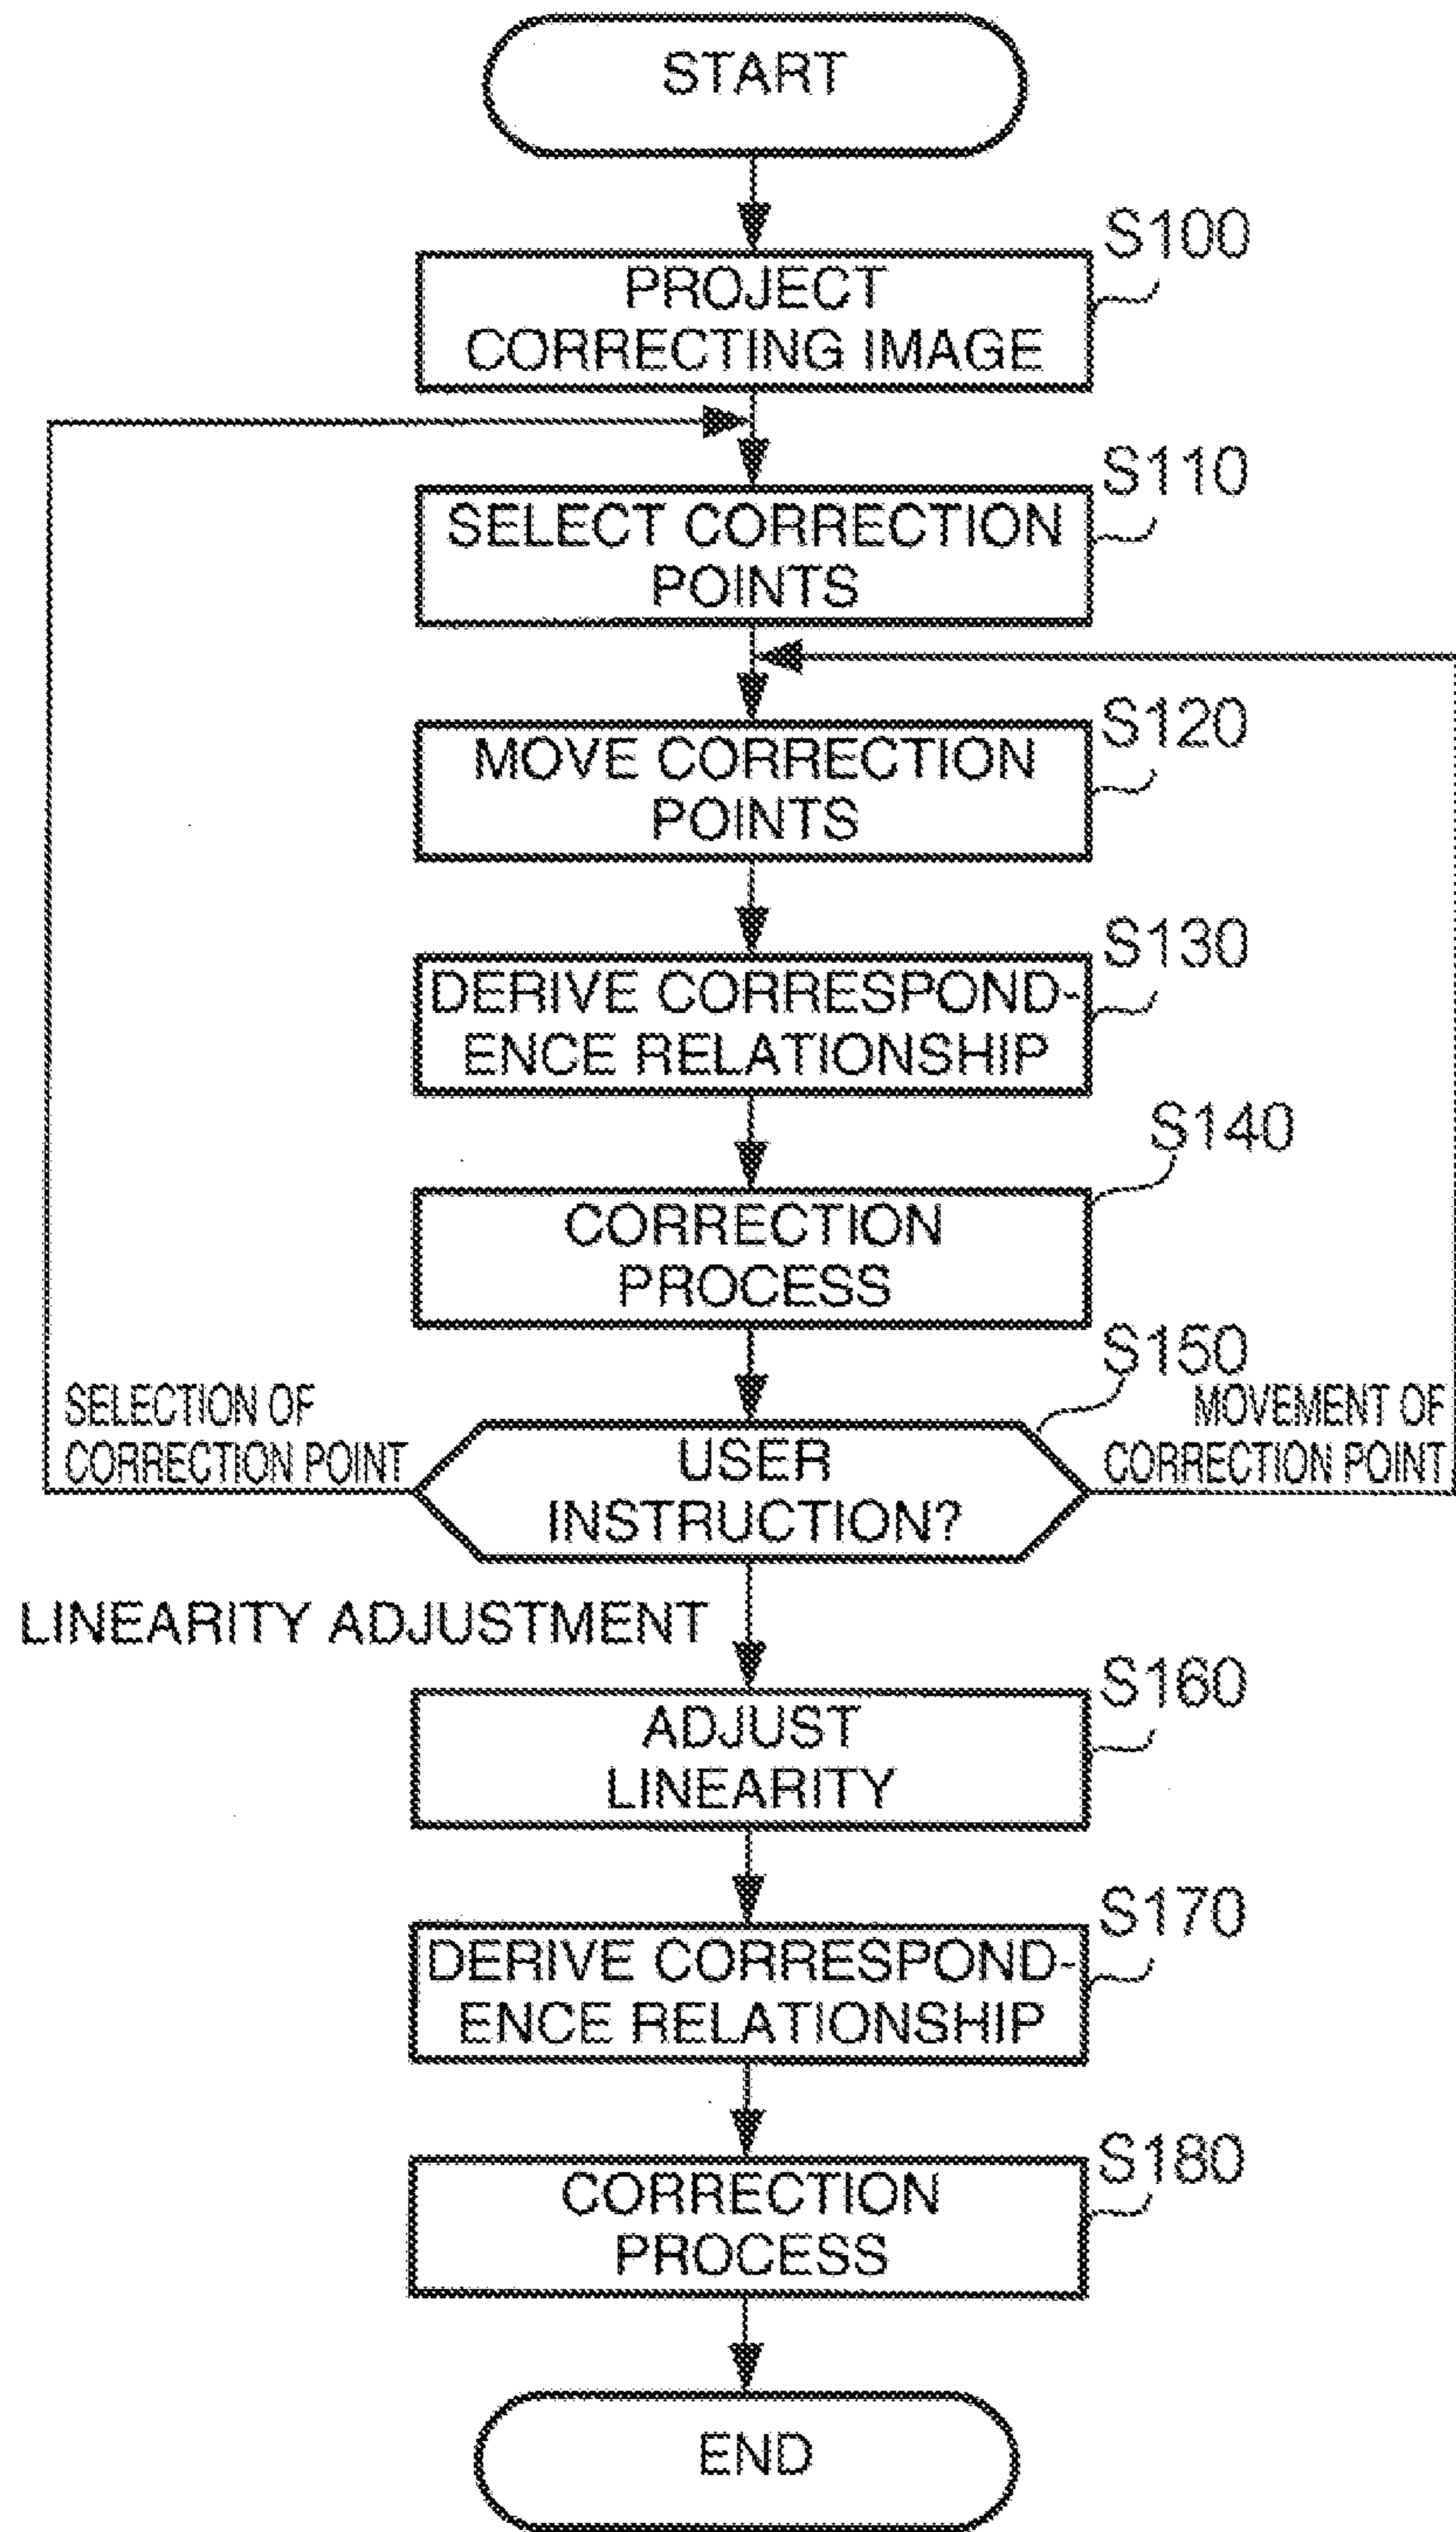 START
S100
PROJECT
CORRECTING IMAGE
S110
SELECT CORRECTION
POINTS
S120
MOVE CORRECTION
POINTS
S130
DERIVE CORRESPOND-
ENCE RELATIONSHIP
S140
CORRECTION
PROCESS
S150
SELECTION OF
CORRECTION POINT
USER
INSTRUCTION?
MOVEMENT OF
CORRECTION POINT
LINEARITY ADJUSTMENT
S160
ADJUST
LINEARITY
S170
DERIVE CORRESPOND-
ENCE RELATIONSHIP
S180
CORRECTION
PROCESS
END